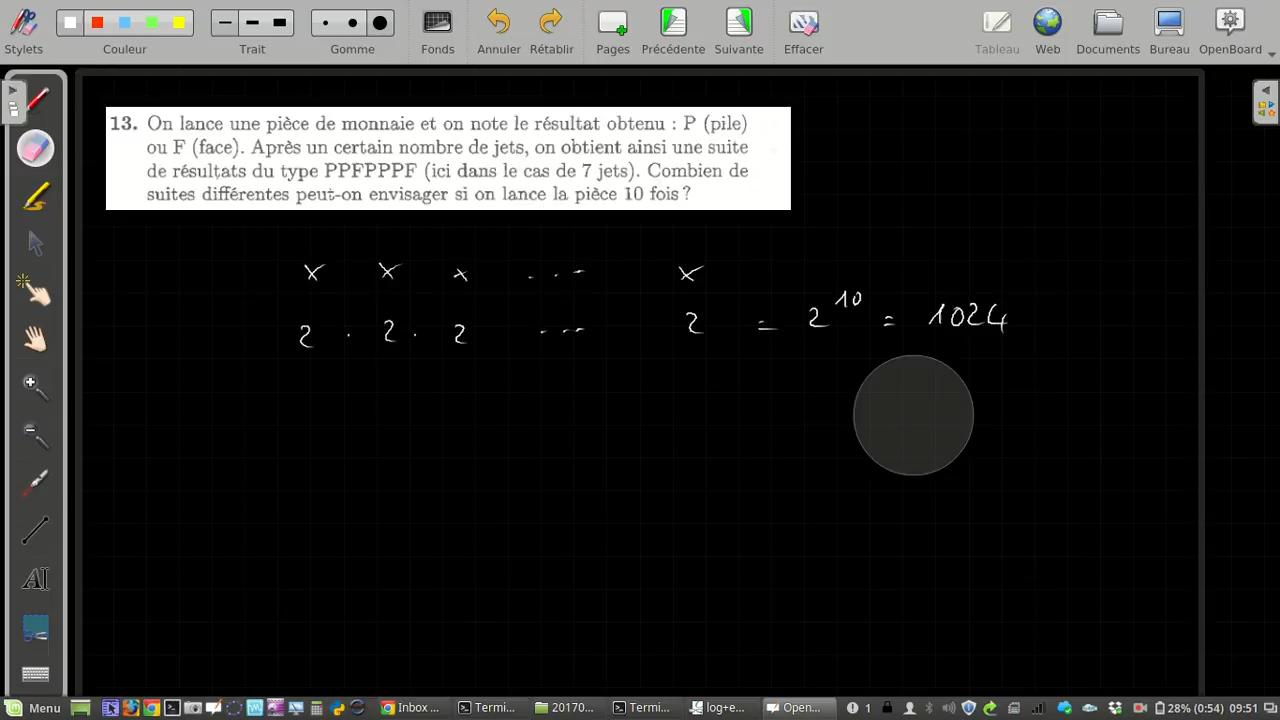 Stylets Couleur Trait Gomme Fonds Annuler Rétablir Pages Précédente Suivante Effacer Tableau Web Documents Bureau OpenBoard
13. On lance une pièce de monnaie et on note le résultat obtenu : P (pile)
ou F (face). Après un certain nombre de jets, on obtient ainsi une suite
de résultats du type PPFPPPF (ici dans le cas de 7 jets). Combien de
suites différentes peut-on envisager si on lance la pièce 10 fois ?
x x x ... x
2 . 2 . 2 ... 2 = 2^10 = 1024
AI
Menu Inbox ... Termi... 20170... Termi... log+e... Open... 1 28% (0:54) 09:51